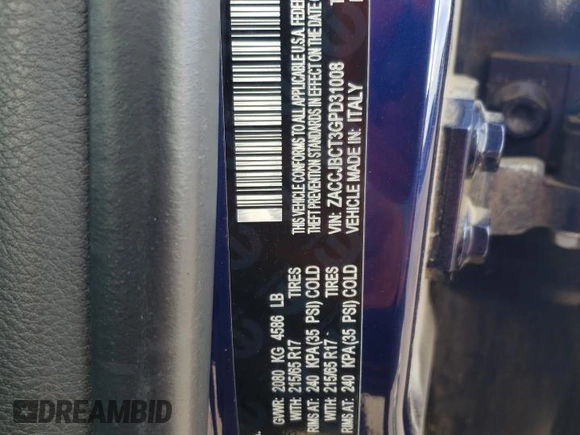 THIS VEHICLE CONFORMS TO ALL APPLICABLE U.S.A. FEDER
THEFT PREVENTION STANDARDS IN EFFECT ON THE DATE O
VIN: ZACCJBCT3GPD31008
VEHICLE MADE IN: ITALY
GVWR: 2080 KG 4586 LB
WITH: 215/65 R17 TIRES
RIMS AT: 240 KPA(35 PSI) COLD
WITH: 215/65 R17 TIRES
RIMS AT: 240 KPA(35 PSI) COLD
DREAMBID